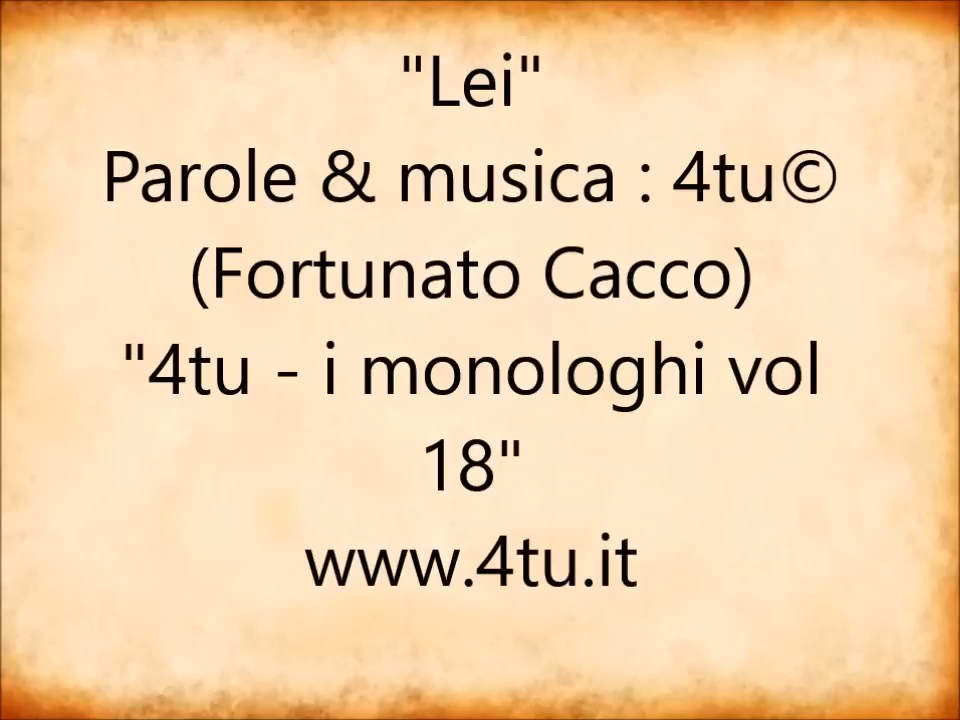 "Lei"
Parole & musica : 4tu©
(Fortunato Cacco)
"4tu - i monologhi vol
18"
www.4tu.it